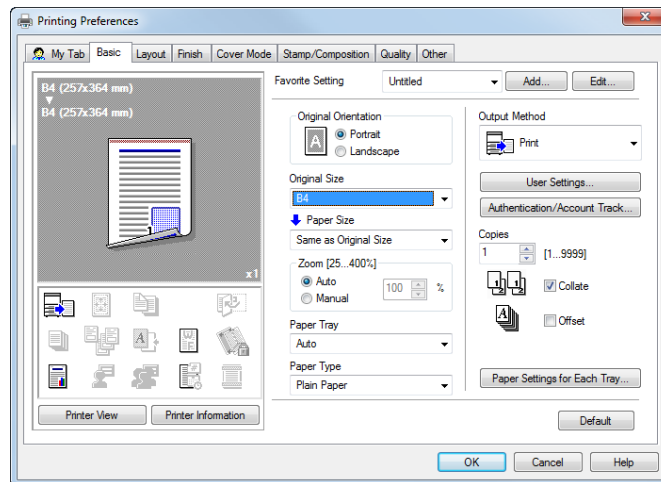 Printing Preferences
My Tab
Basic
Layout
Finish
Cover Mode
Stamp/Composition
Quality
Other
B4 (257x364 mm)
B4 (257x364 mm)
1
x1
Printer View
Printer Information
Favorite Setting
Untitled
Add...
Edit...
Original Orientation
A
Portrait
Landscape
Original Size
B4
Paper Size
Same as Original Size
Zoom [25...400%]
Auto
Manual
100
%
Paper Tray
Auto
Paper Type
Plain Paper
Output Method
Print
User Settings...
Authentication/Account Track...
Copies
1
[1...9999]
Collate
Offset
Paper Settings for Each Tray...
Default
OK
Cancel
Help